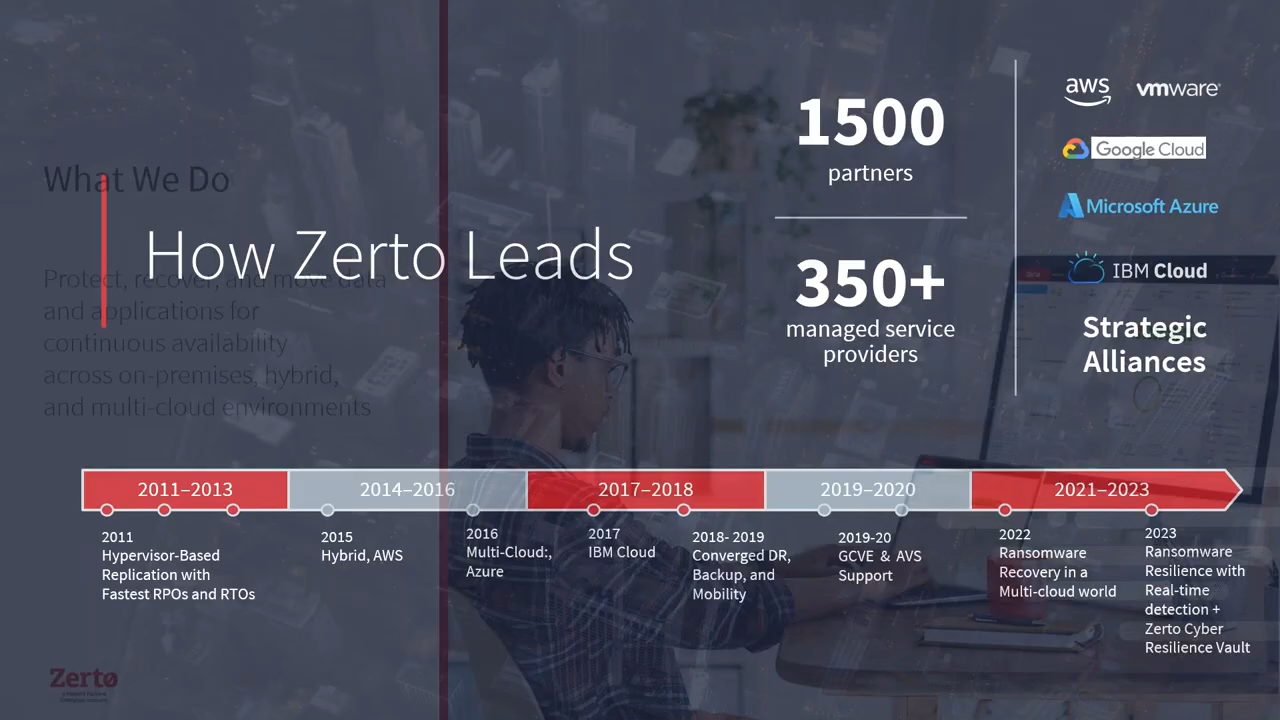 What We Do
How Zerto Leads
Protect, recover, and move data
and applications for
continuous availability
across on-premises, hybrid,
and multi-cloud environments
1500
partners
350+
managed service
providers
aws
vmware
Google Cloud
Microsoft Azure
IBM Cloud
Strategic
Alliances
2011–2013
2014–2016
2017–2018
2019–2020
2021–2023
2011
Hypervisor-Based
Replication with
Fastest RPOs and RTOs
2015
Hybrid, AWS
2016
Multi-Cloud:,
Azure
2017
IBM Cloud
2018- 2019
Converged DR,
Backup, and
Mobility
2019-20
GCVE & AVS
Support
2022
Ransomware
Recovery in a
Multi-cloud world
2023
Ransomware
Resilience with
Real-time
detection +
Zerto Cyber
Resilience Vault
Zerto